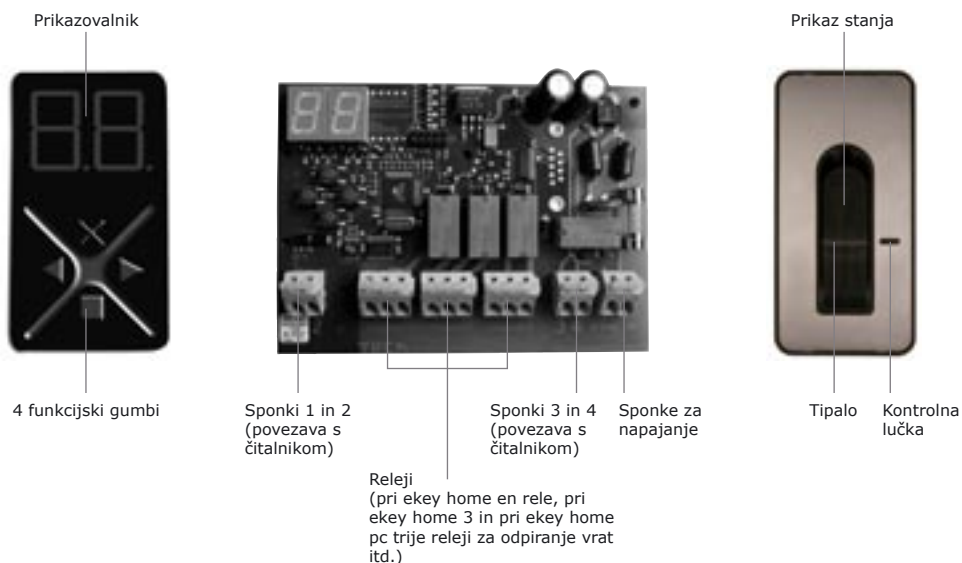 Prikazovalnik
Prikaz stanja
4 funkcijski gumbi
Sponki 1 in 2
(povezava s
čitalnikom)
Sponki 3 in 4
(povezava s
čitalnikom)
Sponke za
napajanje
Tipalo
Kontrolna
lučka
Releji
(pri ekey home en rele, pri
ekey home 3 in pri ekey home
pc trije releji za odpiranje vrat
itd.)